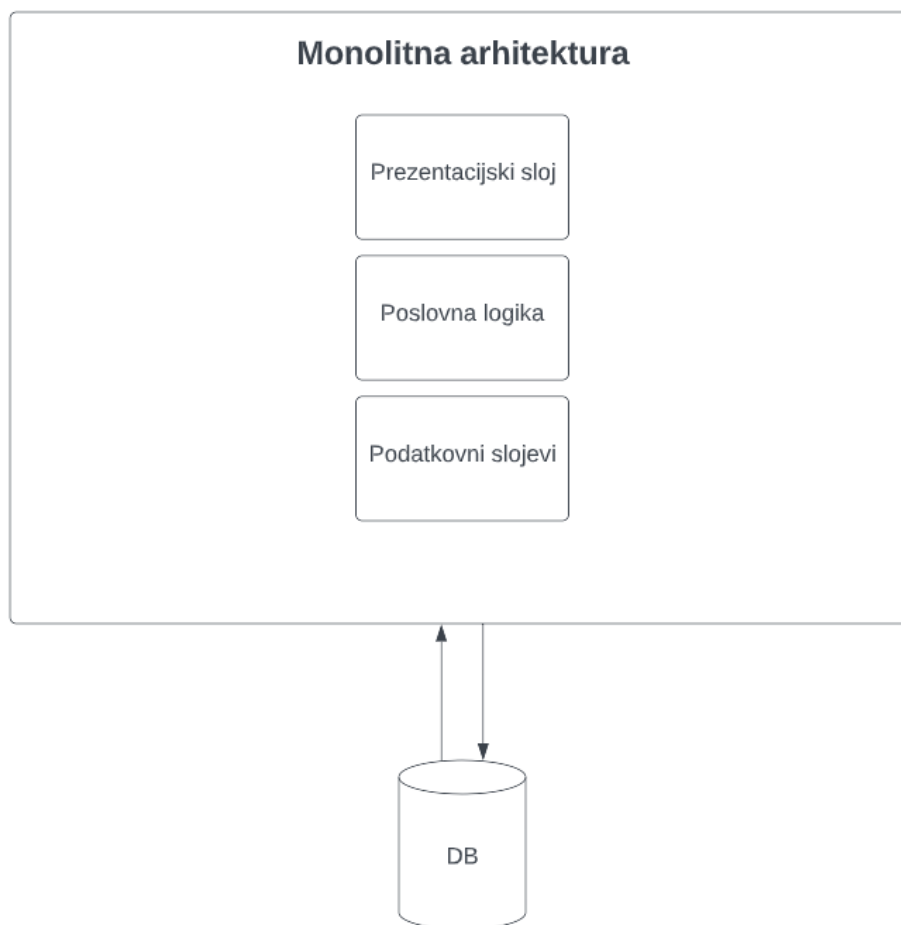 Monolitna arhitektura
Prezentacijski sloj
Poslovna logika
Podatkovni slojevi
DB